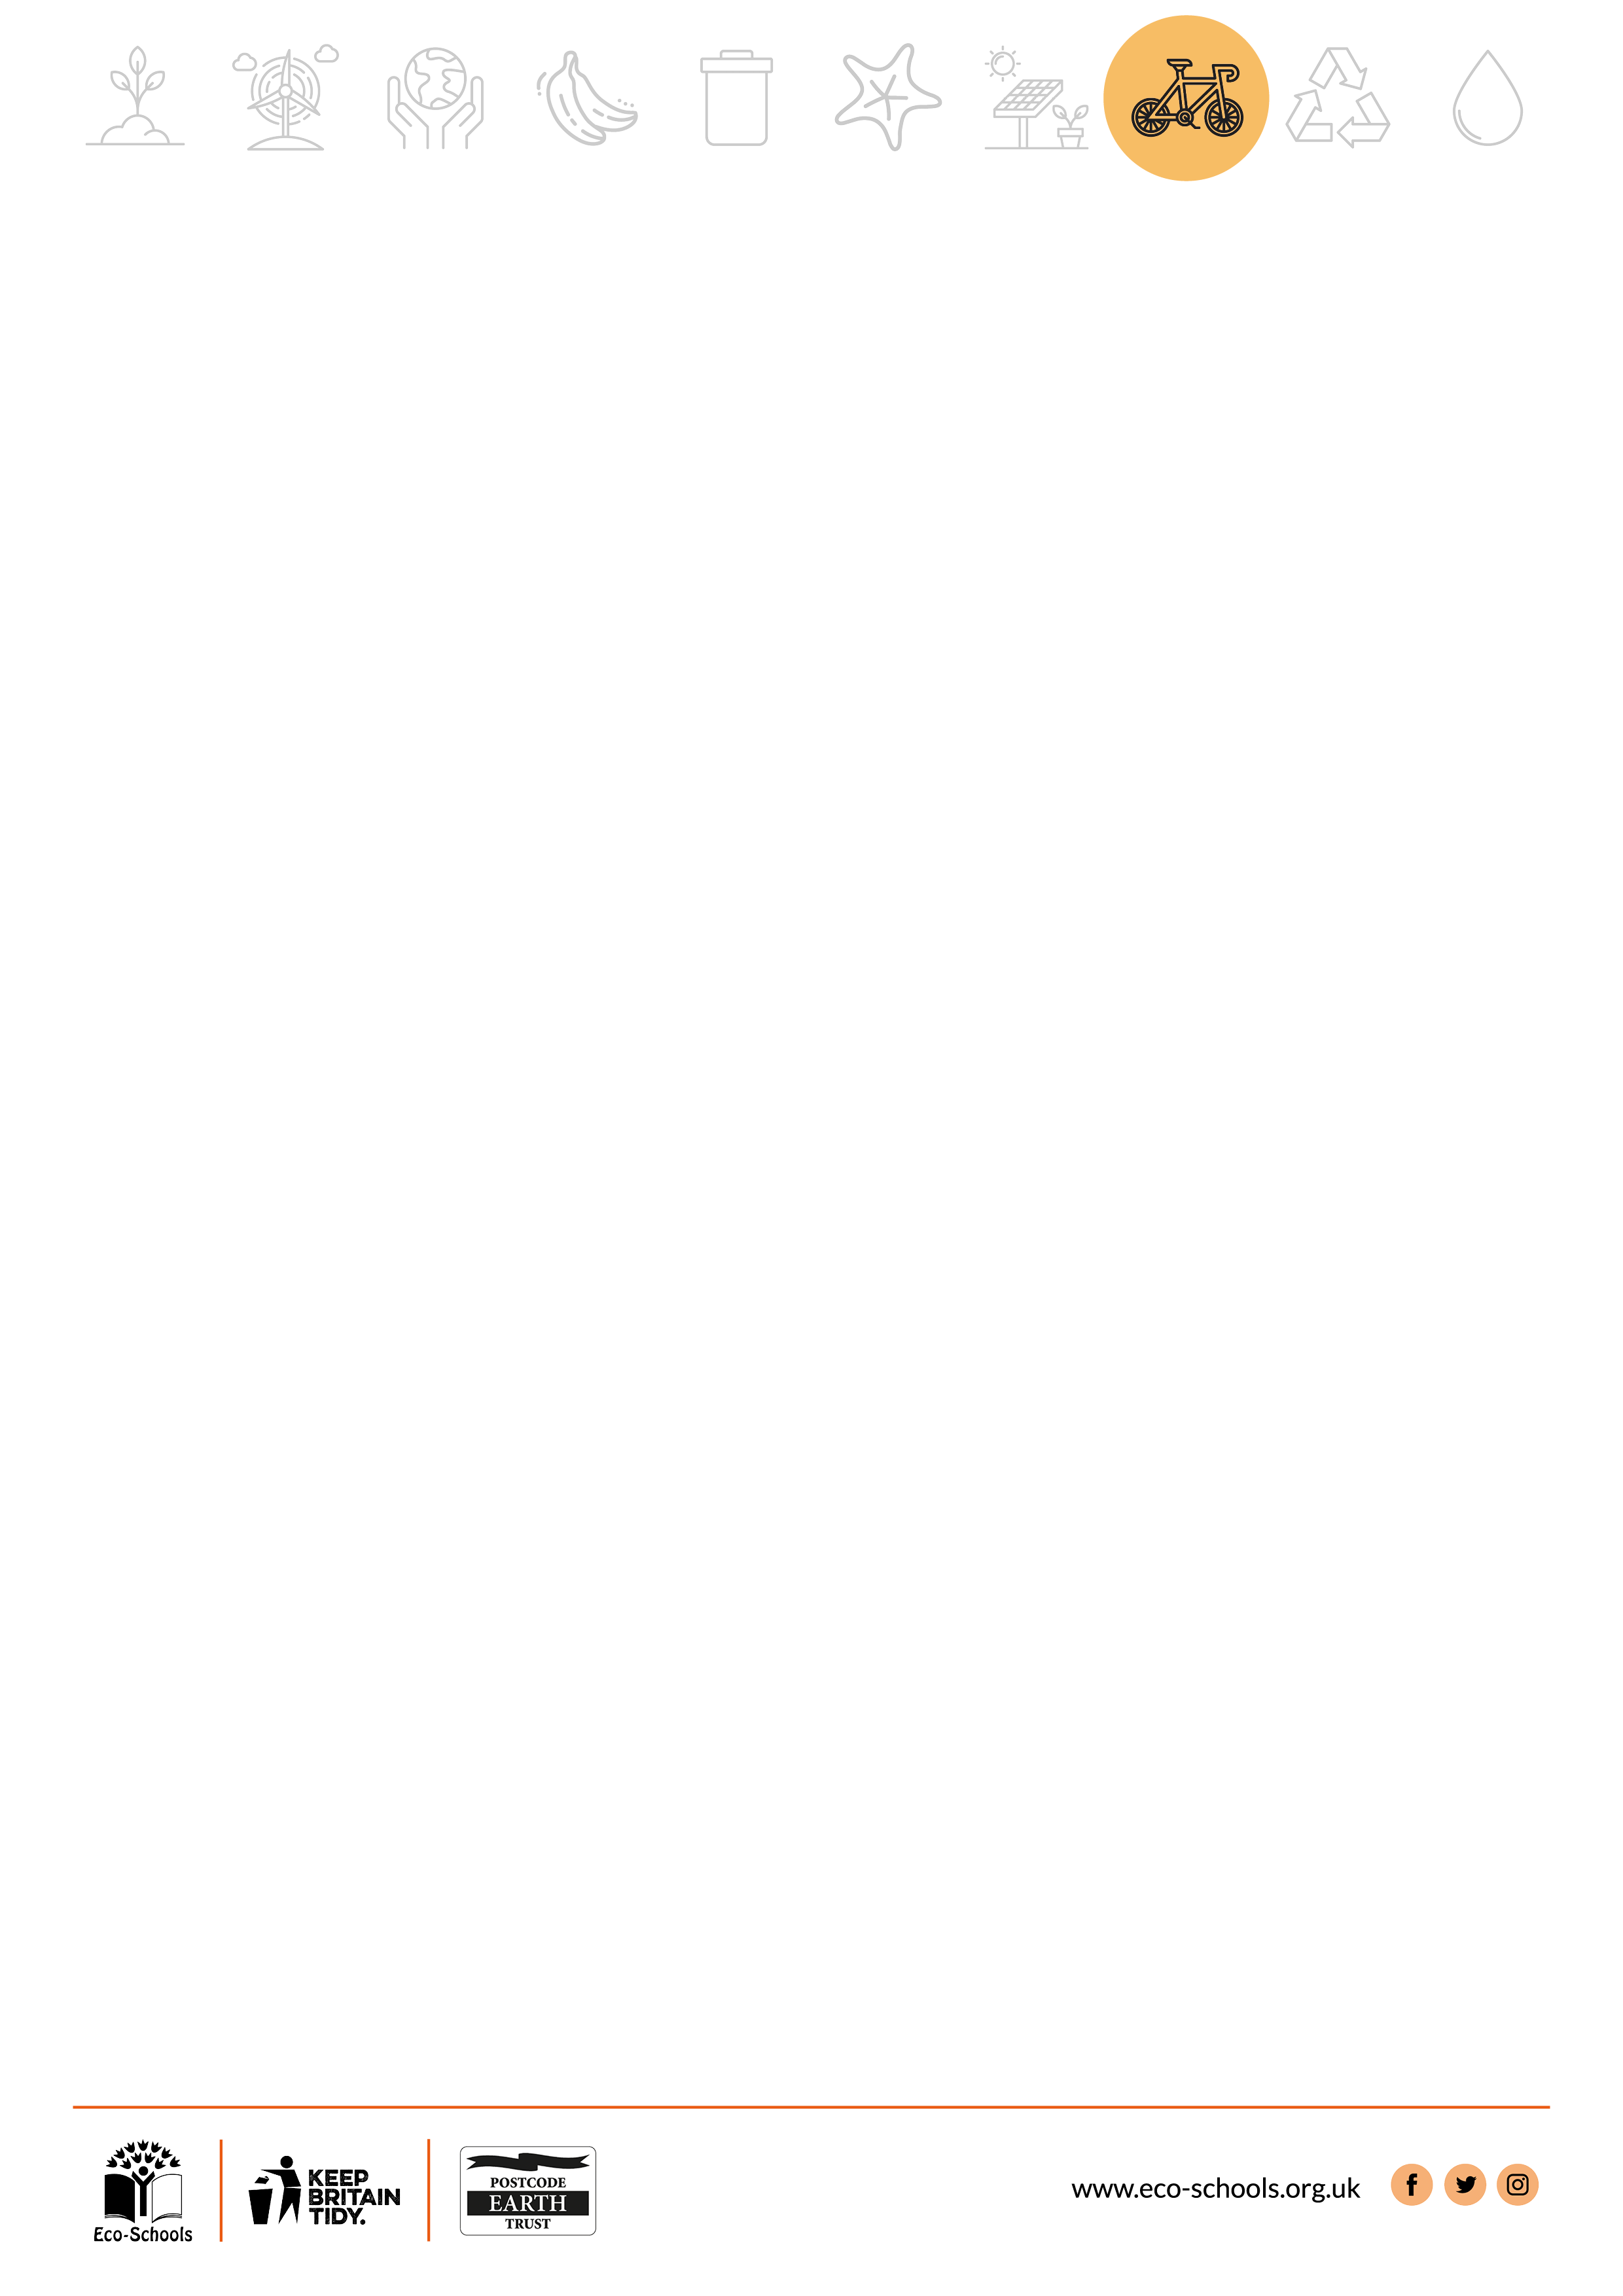 Eco-Schools
KEEP
BRITAIN
TIDY.
POSTCODE
EARTH
TRUST
www.eco-schools.org.uk